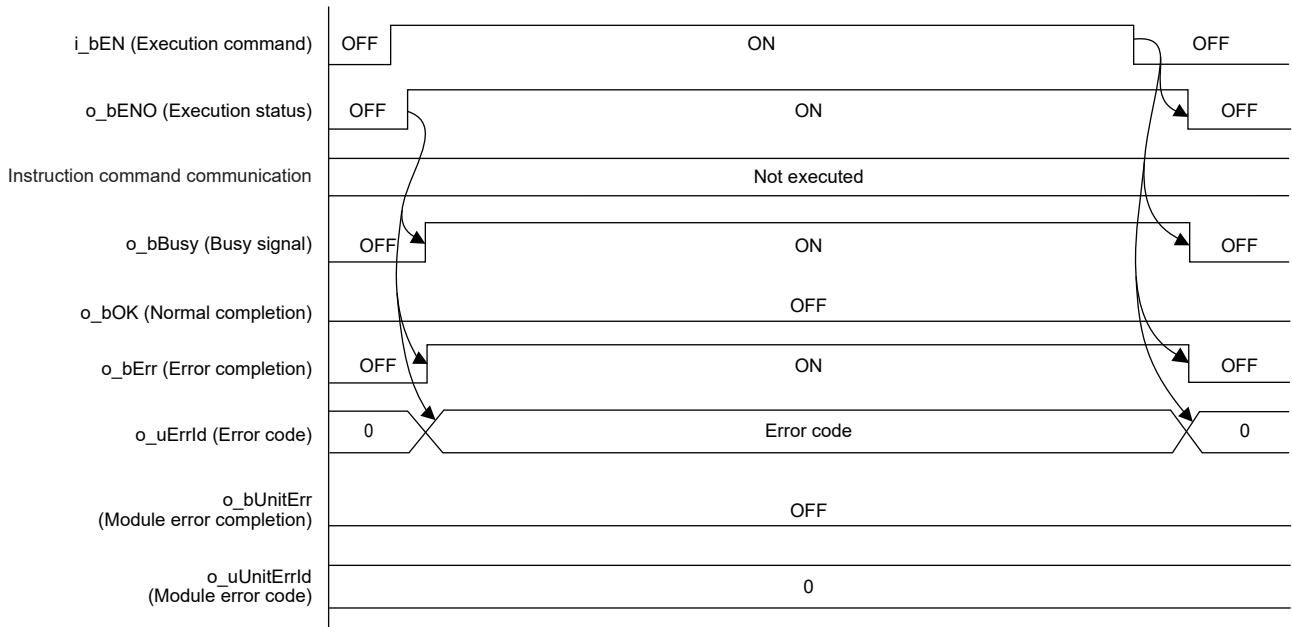 i_bEN (Execution command) OFF ON OFF
o_bENO (Execution status) OFF ON OFF
Instruction command communication Not executed
o_bBusy (Busy signal) OFF ON OFF
o_bOK (Normal completion) OFF
o_bErr (Error completion) OFF ON OFF
o_uErrId (Error code) 0 Error code 0
o_bUnitErr
(Module error completion) OFF
o_uUnitErrId
(Module error code) 0